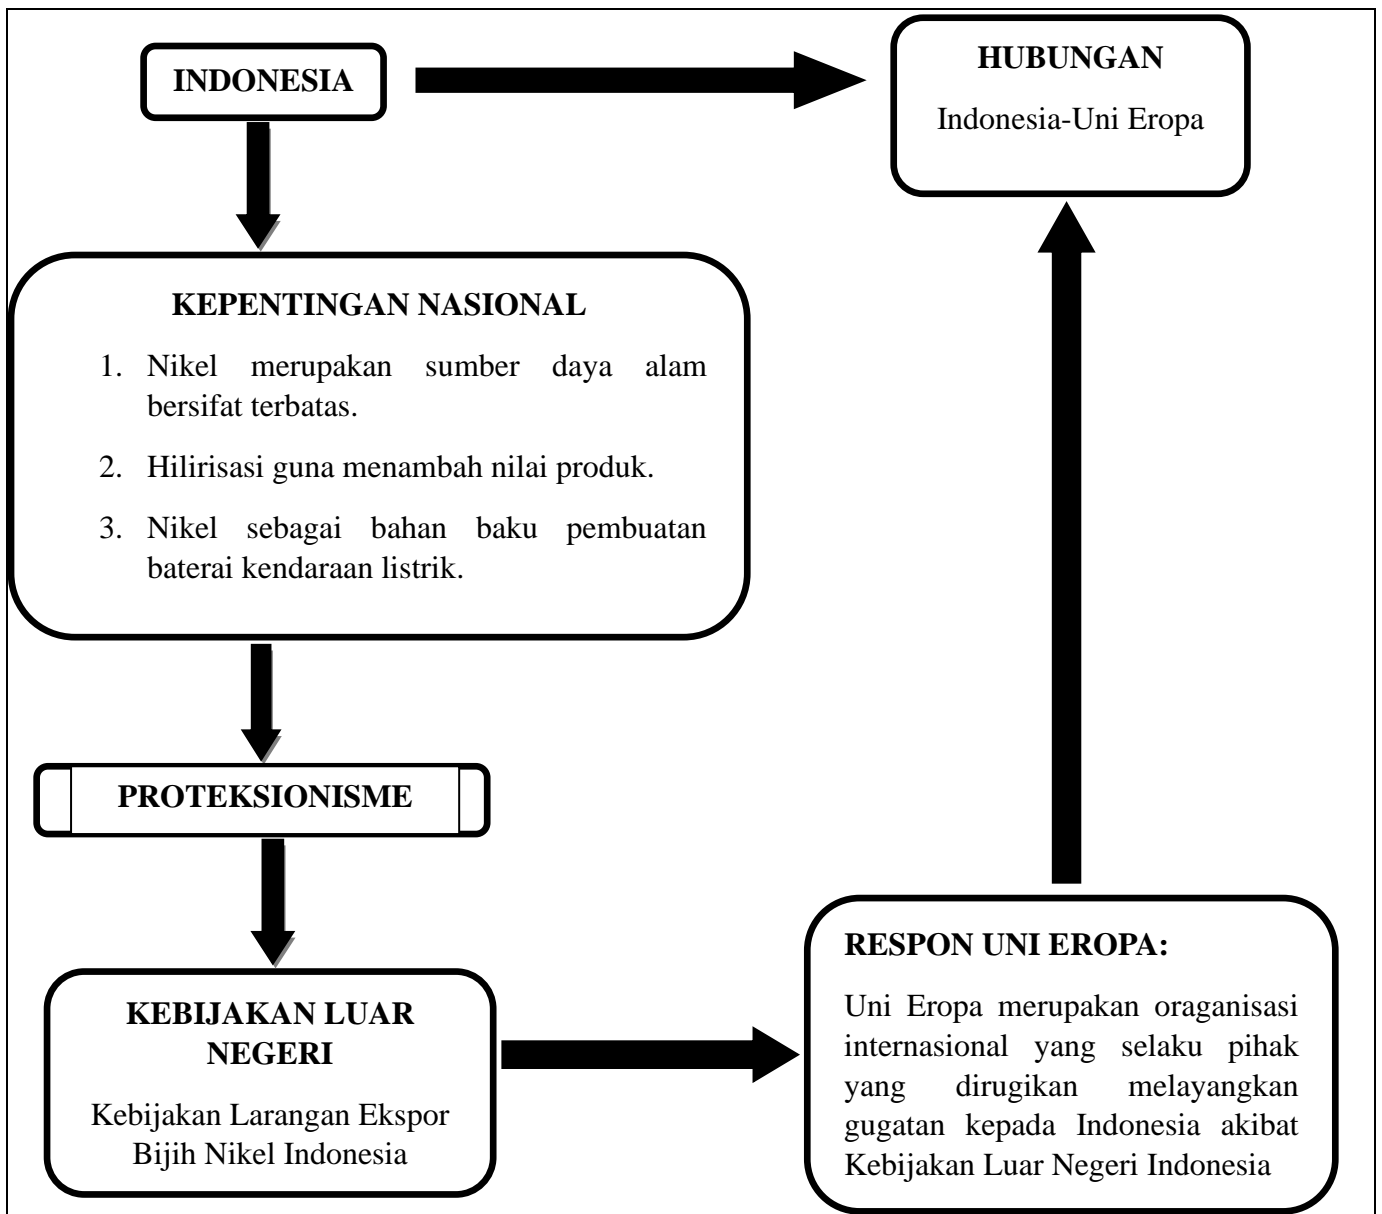 INDONESIA
HUBUNGAN
Indonesia-Uni Eropa
KEPENTINGAN NASIONAL
1. Nikel merupakan sumber daya alam
bersifat terbatas.
2. Hilirisasi guna menambah nilai produk.
3. Nikel sebagai bahan baku pembuatan
baterai kendaraan listrik.
PROTEKSIONISME
KEBIJAKAN LUAR
NEGERI
Kebijakan Larangan Ekspor
Bijih Nikel Indonesia
RESPON UNI EROPA:
Uni Eropa merupakan oraganisasi
internasional yang selaku pihak
yang dirugikan melayangkan
gugatan kepada Indonesia akibat
Kebijakan Luar Negeri Indonesia